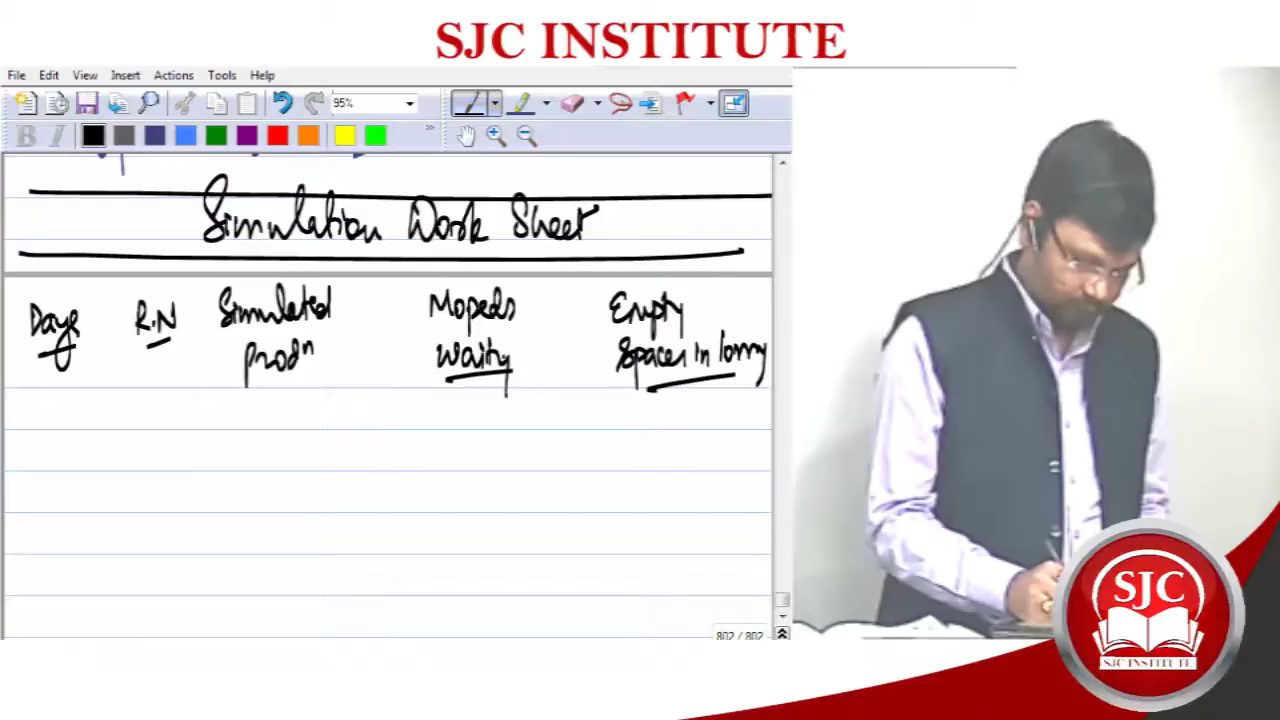 SJC INSTITUTE
File Edit View Insert Actions Tools Help
95%
B I
Simulation Work Sheet
Days R.N Simulated Mopeds Empty
prodn waity Spaces in lorry
802 / 802
SJC
SJC INSTITUTE